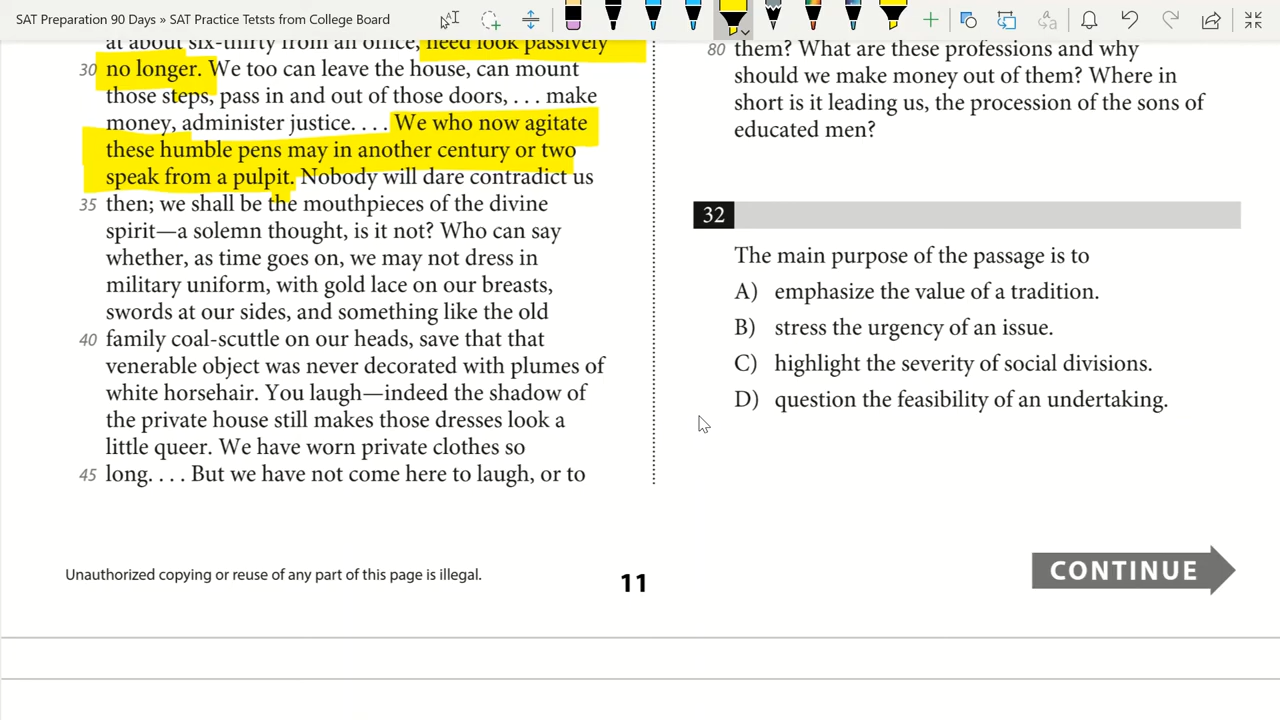 SAT Preparation 90 Days » SAT Practice Tetsts from College Board
at about six-thirty from an office, need look passively
30 no longer. We too can leave the house, can mount
those steps, pass in and out of those doors, . . . make
money, administer justice. . . . We who now agitate
these humble pens may in another century or two
speak from a pulpit. Nobody will dare contradict us
35 then; we shall be the mouthpieces of the divine
spirit—a solemn thought, is it not? Who can say
whether, as time goes on, we may not dress in
military uniform, with gold lace on our breasts,
swords at our sides, and something like the old
40 family coal-scuttle on our heads, save that that
venerable object was never decorated with plumes of
white horsehair. You laugh—indeed the shadow of
the private house still makes those dresses look a
little queer. We have worn private clothes so
45 long. . . . But we have not come here to laugh, or to
80 them? What are these professions and why
should we make money out of them? Where in
short is it leading us, the procession of the sons of
educated men?
32
The main purpose of the passage is to
A) emphasize the value of a tradition.
B) stress the urgency of an issue.
C) highlight the severity of social divisions.
D) question the feasibility of an undertaking.
Unauthorized copying or reuse of any part of this page is illegal.
11
CONTINUE